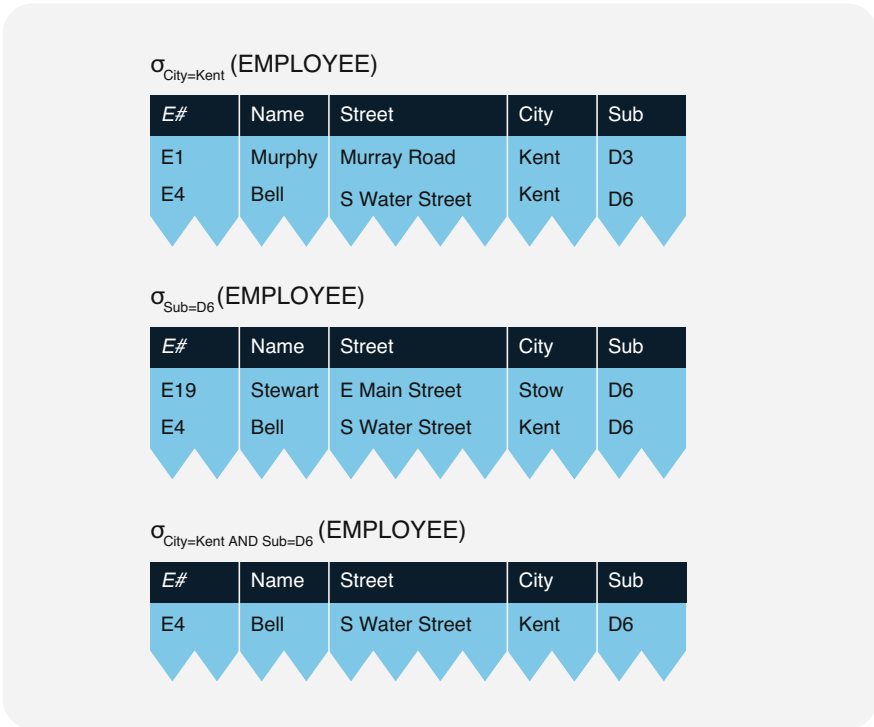 σCity=Kent (EMPLOYEE)
E# Name Street City Sub
E1 Murphy Murray Road Kent D3
E4 Bell S Water Street Kent D6
σSub=D6 (EMPLOYEE)
E# Name Street City Sub
E19 Stewart E Main Street Stow D6
E4 Bell S Water Street Kent D6
σCity=Kent AND Sub=D6 (EMPLOYEE)
E# Name Street City Sub
E4 Bell S Water Street Kent D6